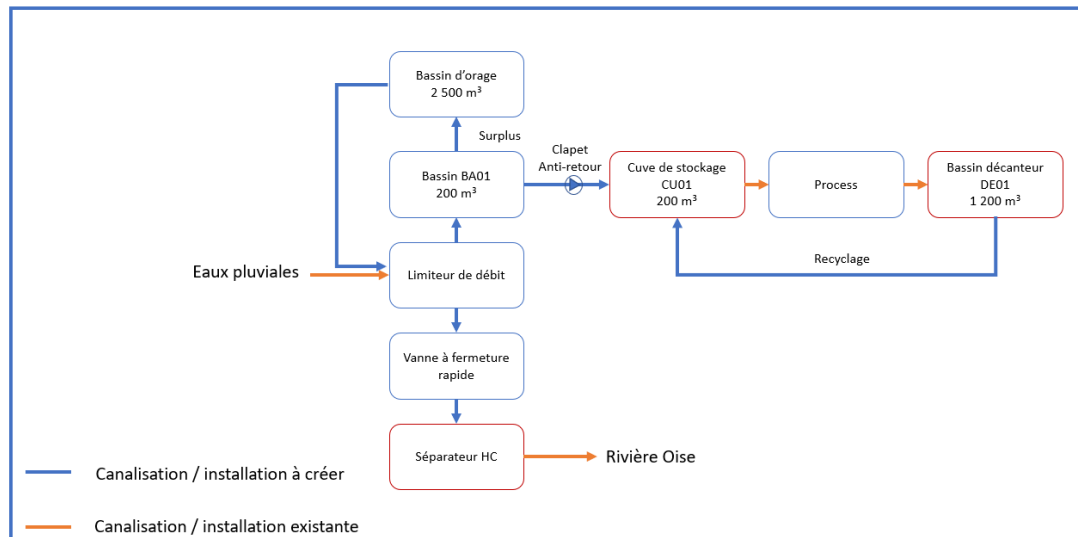 Bassin d’orage
2 500 m³
Surplus
Clapet
Anti-retour
Bassin BA01
200 m³
Cuve de stockage
CU01
200 m³
Process
Bassin décanteur
DE01
1 200 m³
Eaux pluviales
Limiteur de débit
Recyclage
Vanne à fermeture
rapide
Séparateur HC
Rivière Oise
Canalisation / installation à créer
Canalisation / installation existante